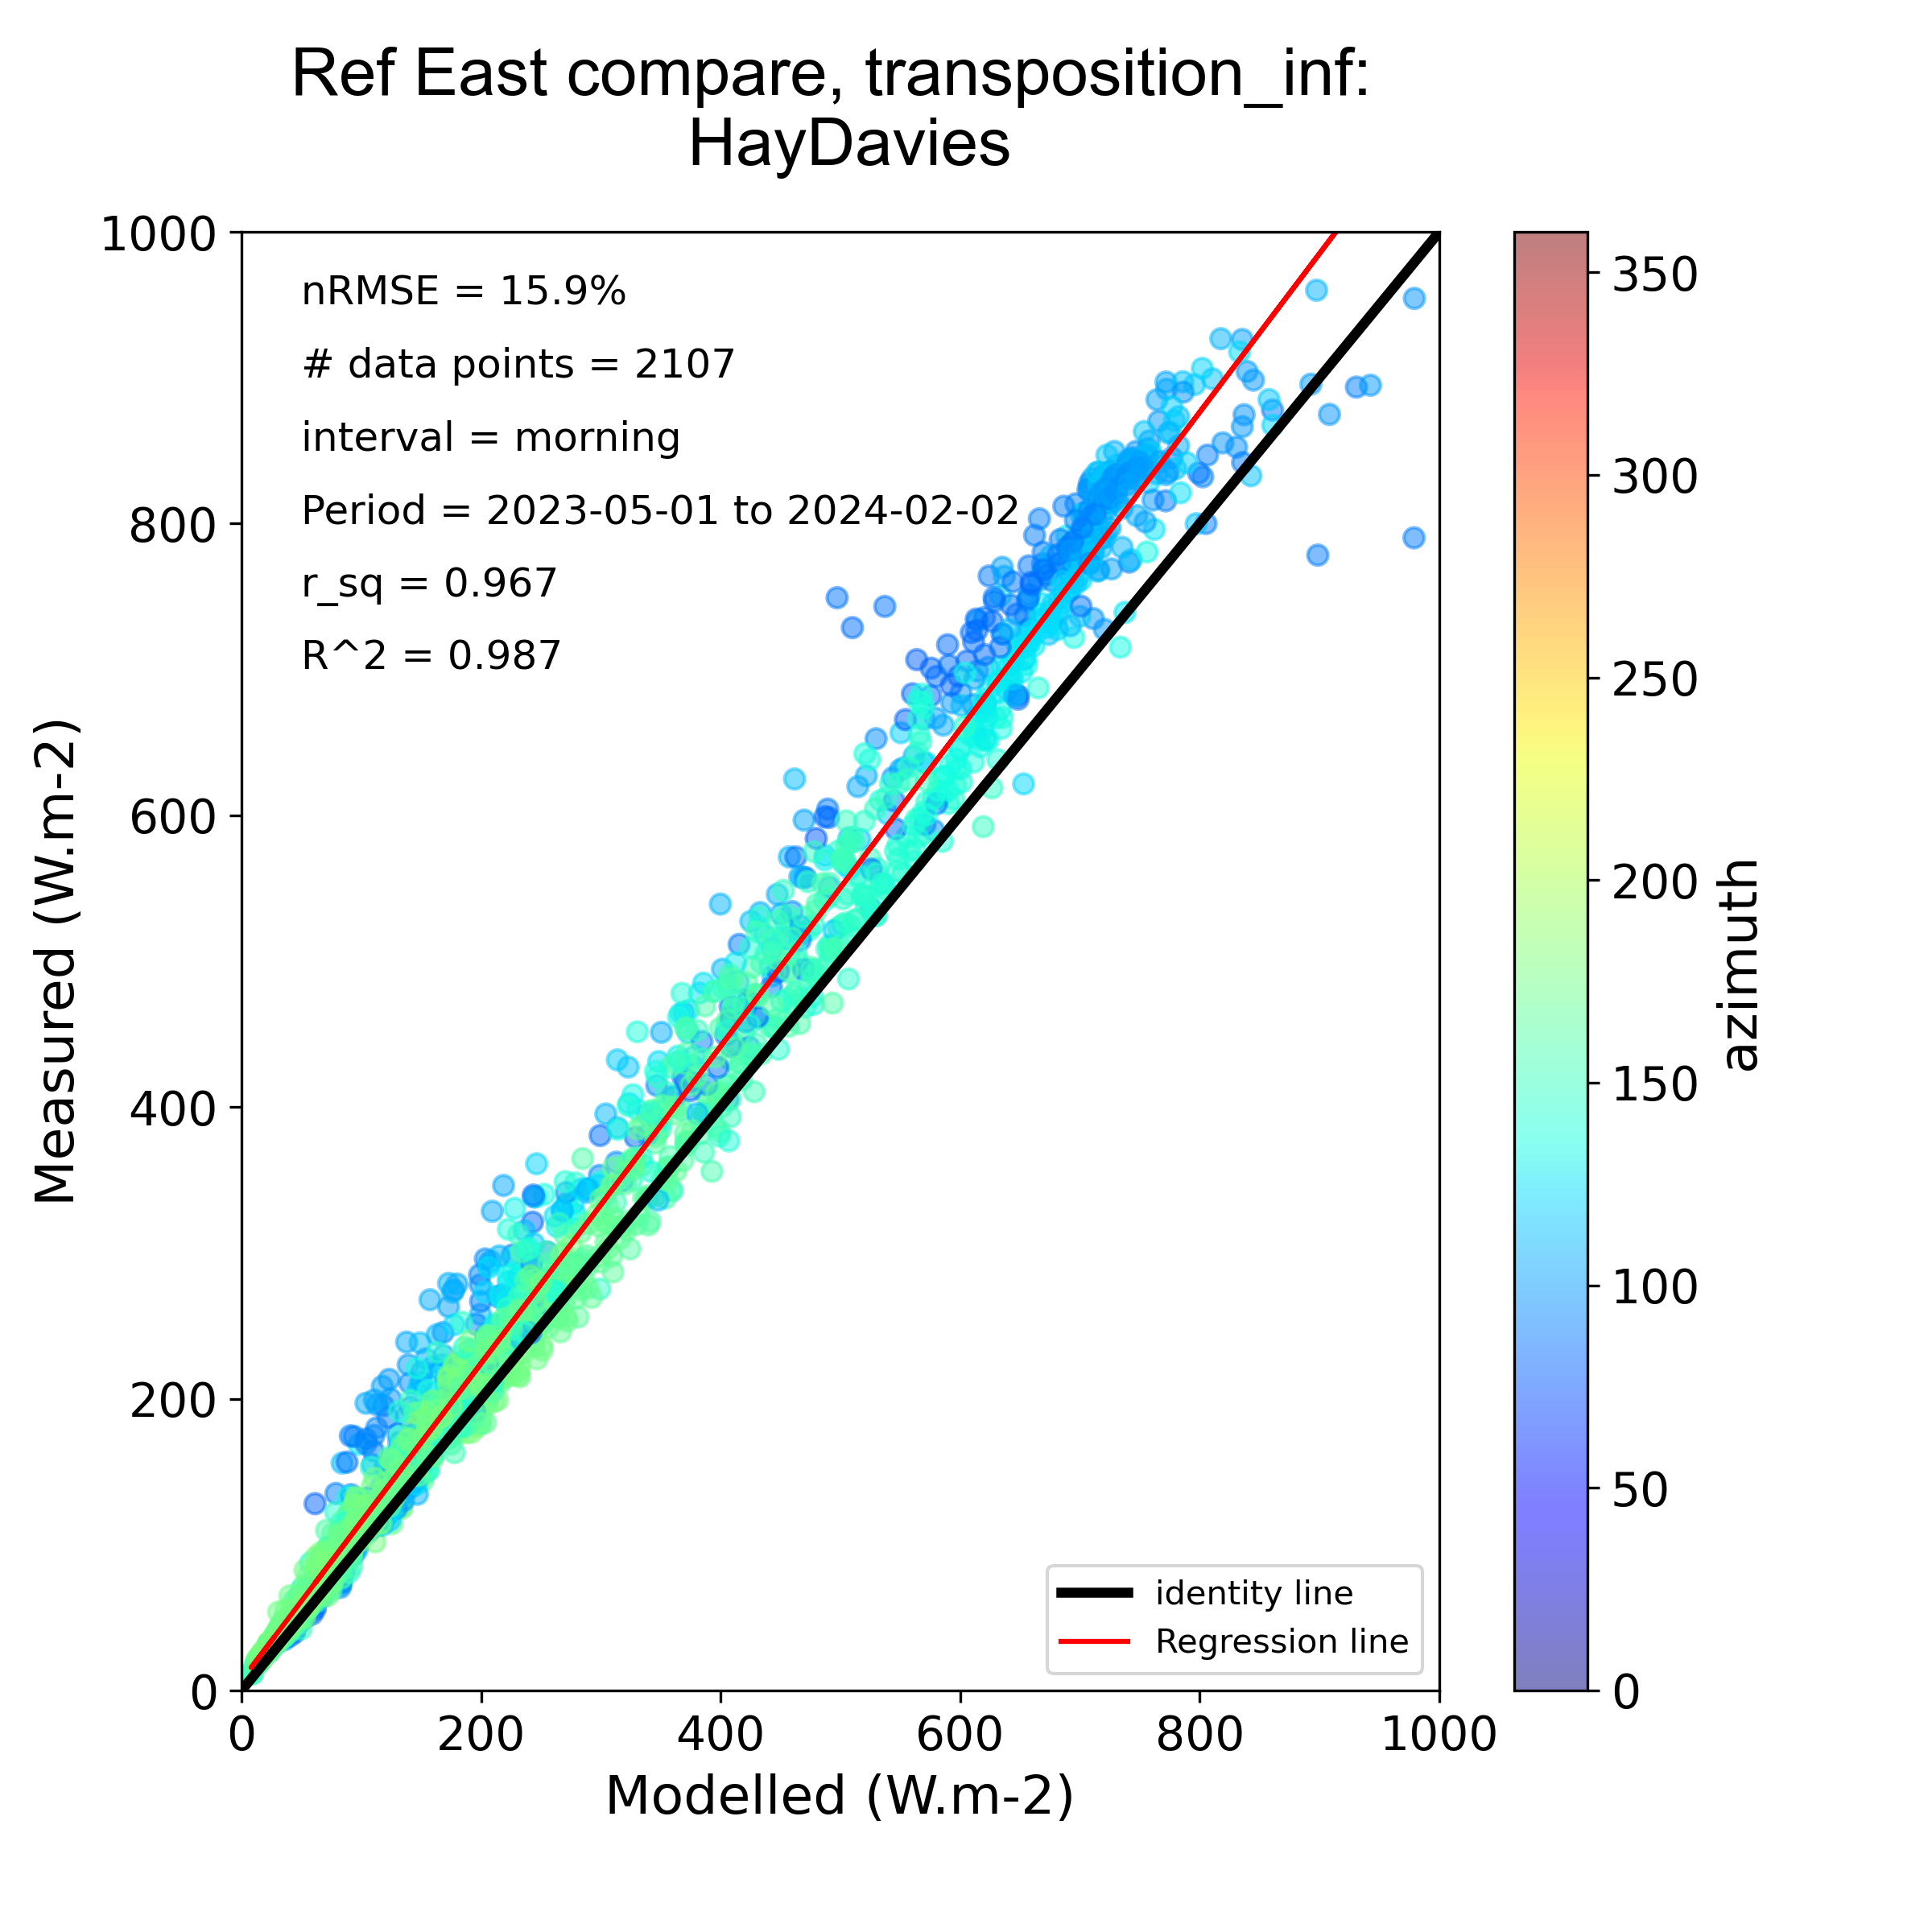 Ref East compare, transposition_inf:
HayDavies
nRMSE = 15.9%
# data points = 2107
interval = morning
Period = 2023-05-01 to 2024-02-02
r_sq = 0.967
R^2 = 0.987
Measured (W.m-2)
1000
800
600
400
200
0
0 200 400 600 800 1000
Modelled (W.m-2)
identity line
Regression line
350
300
250
200
150
100
50
0
azimuth